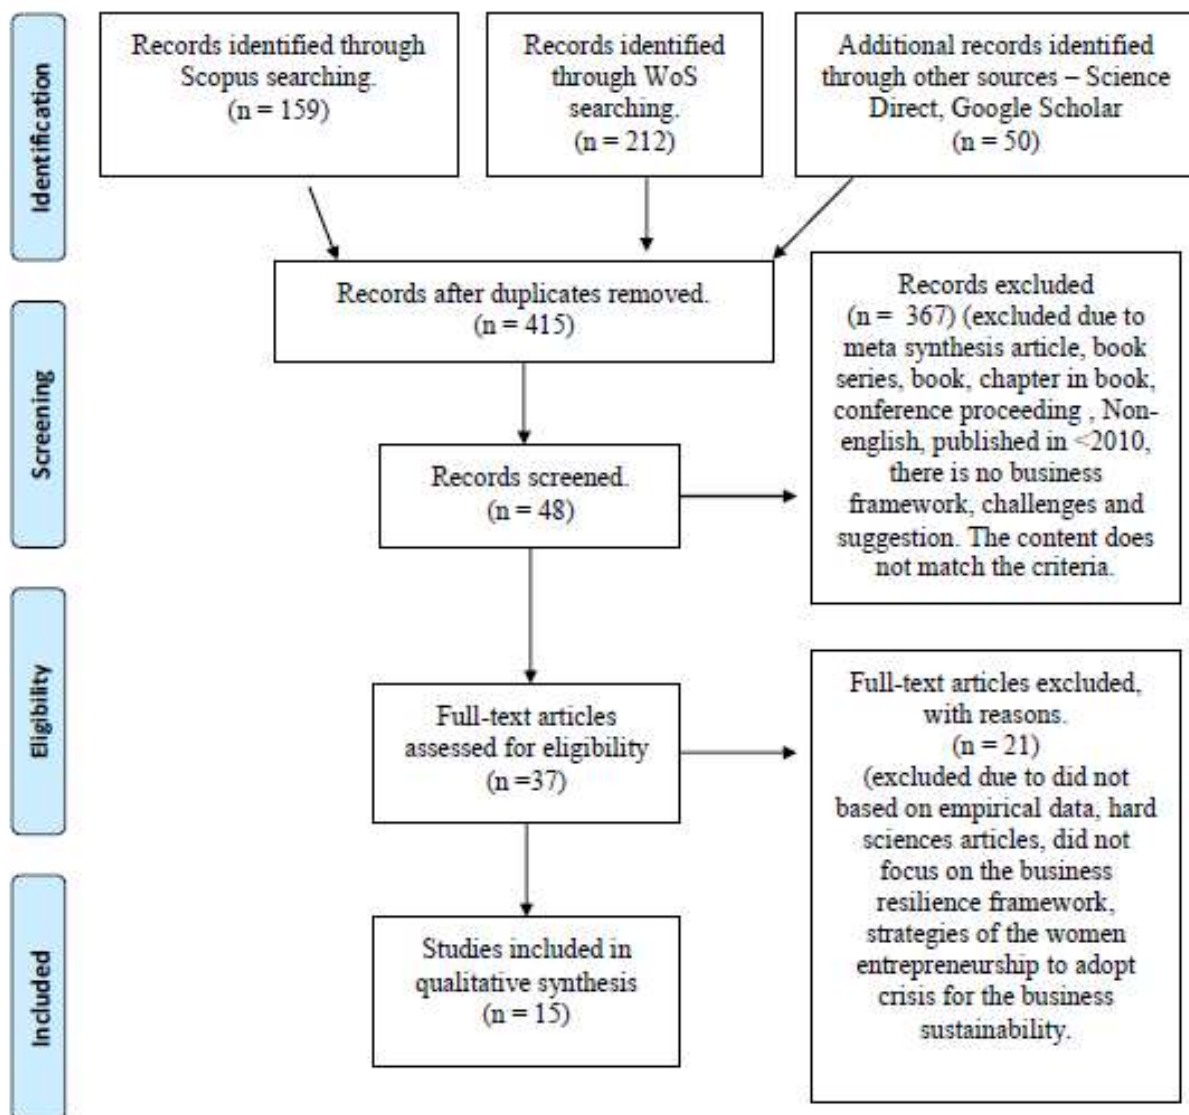 Identification
Records identified through
Scopus searching.
(n = 159)
Records identified
through WoS
searching.
(n = 212)
Additional records identified
through other sources – Science
Direct, Google Scholar
(n = 50)
Records after duplicates removed.
(n = 415)
Screening
Records screened.
(n = 48)
Records excluded
(n =  367) (excluded due to
meta synthesis article, book
series, book, chapter in book,
conference proceeding , Non-
english, published in <2010,
there is no business
framework, challenges and
suggestion. The content does
not match the criteria.
Eligibility
Full-text articles
assessed for eligibility
(n =37)
Full-text articles excluded,
with reasons.
(n = 21)
(excluded due to did not
based on empirical data, hard
sciences articles, did not
focus on the business
resilience framework,
strategies of the women
entrepreneurship to adopt
crisis for the business
sustainability.
Included
Studies included in
qualitative synthesis
(n = 15)